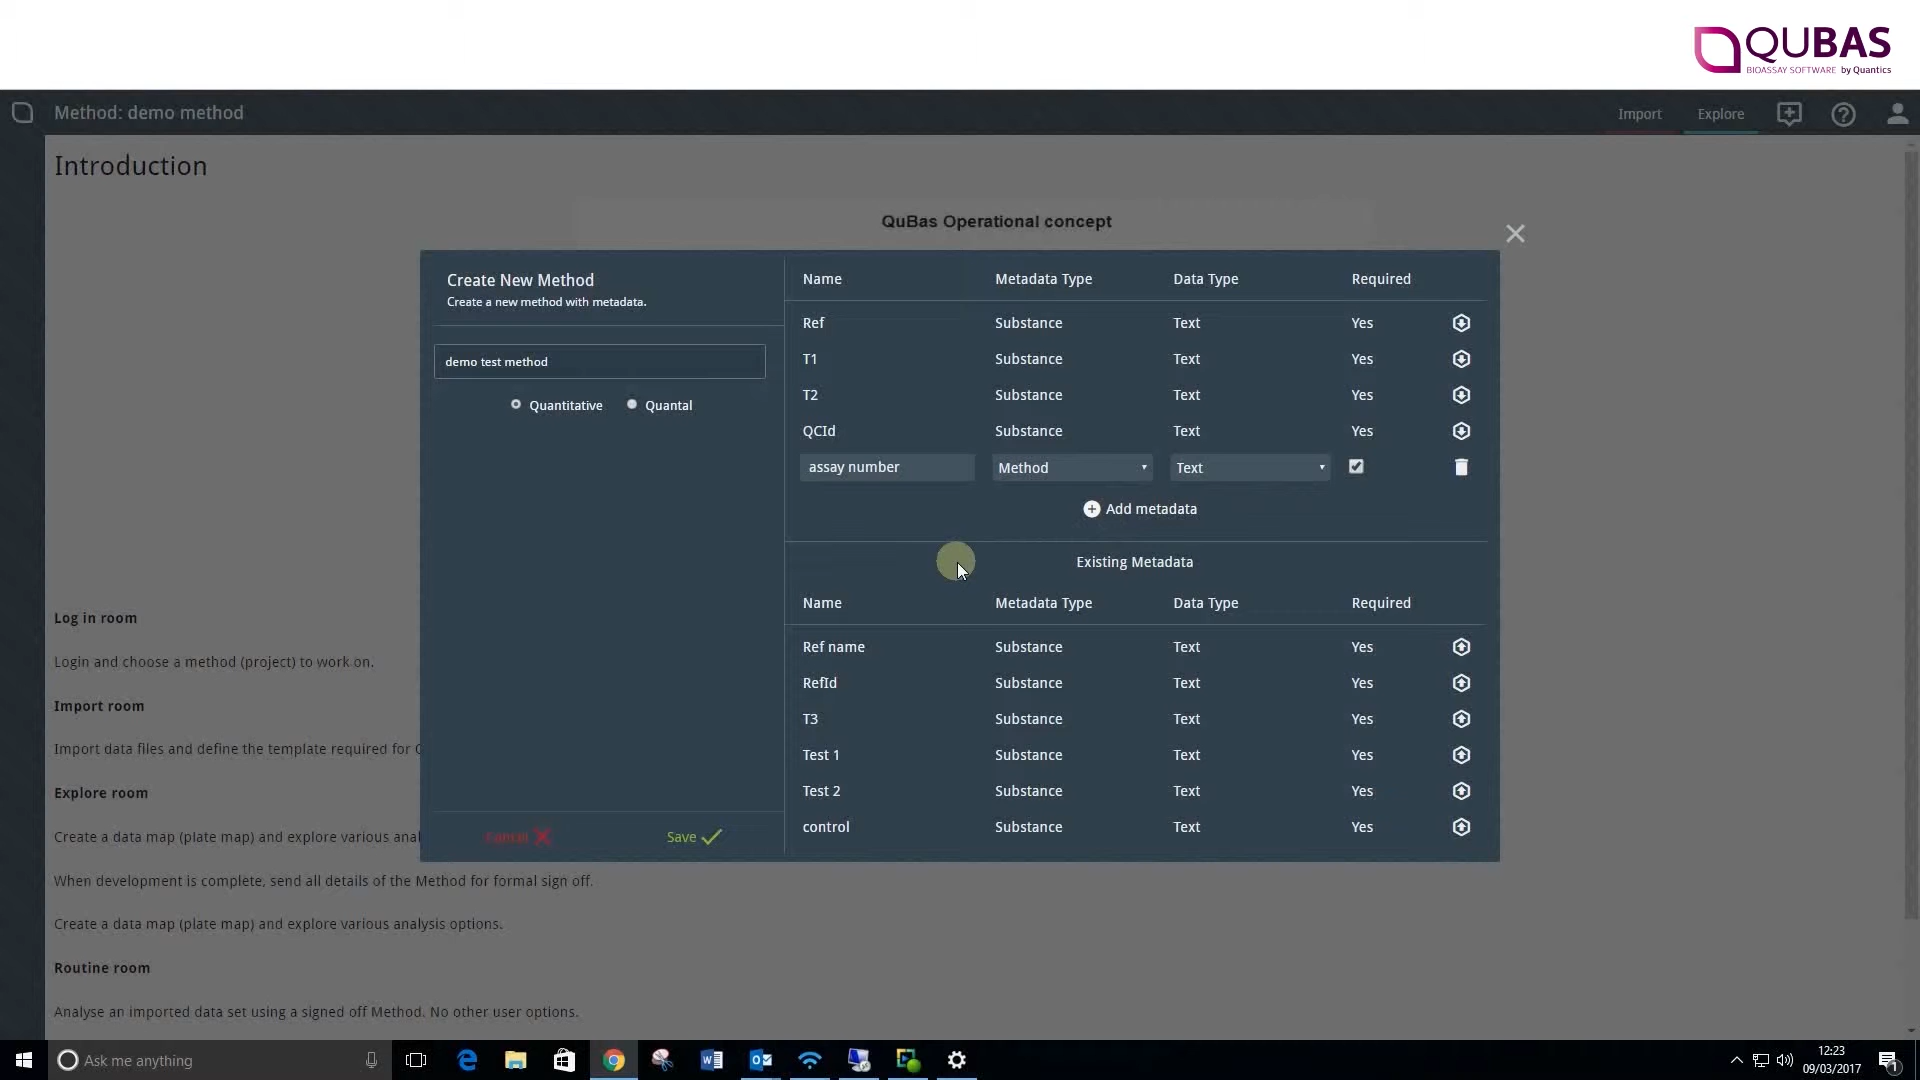 QUBAS
BIOASSAY SOFTWARE by Quantics
Method: demo method
Import
Explore
Introduction
QuBas Operational concept
Create New Method
Create a new method with metadata.
demo test method
Quantitative
Quantal
Cancel
Save
Name Metadata Type Data Type Required
Ref Substance Text Yes
T1 Substance Text Yes
T2 Substance Text Yes
QCId Substance Text Yes
assay number Method Text
Add metadata
Existing Metadata
Name Metadata Type Data Type Required
Ref name Substance Text Yes
RefId Substance Text Yes
T3 Substance Text Yes
Test 1 Substance Text Yes
Test 2 Substance Text Yes
control Substance Text Yes
Log in room
Login and choose a method (project) to work on.
Import room
Import data files and define the template required for
Explore room
Create a data map (plate map) and explore various
When development is complete, send all details of the Method for formal sign off.
Create a data map (plate map) and explore various analysis options.
Routine room
Analyse an imported data set using a signed off Method. No other user options.
Ask me anything
12:23
09/03/2017
1